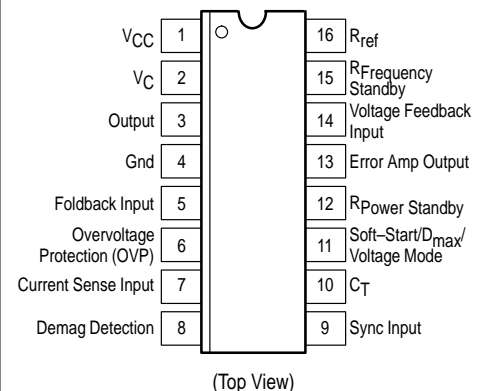 VCC 1
VC 2
Output 3
Gnd 4
Foldback Input 5
Overvoltage
Protection (OVP) 6
Current Sense Input 7
Demag Detection 8
16 Rref
15 RFrequency
Standby
14 Voltage Feedback
Input
13 Error Amp Output
12 RPower Standby
11 Soft–Start/Dmax/
Voltage Mode
10 CT
9 Sync Input
(Top View)